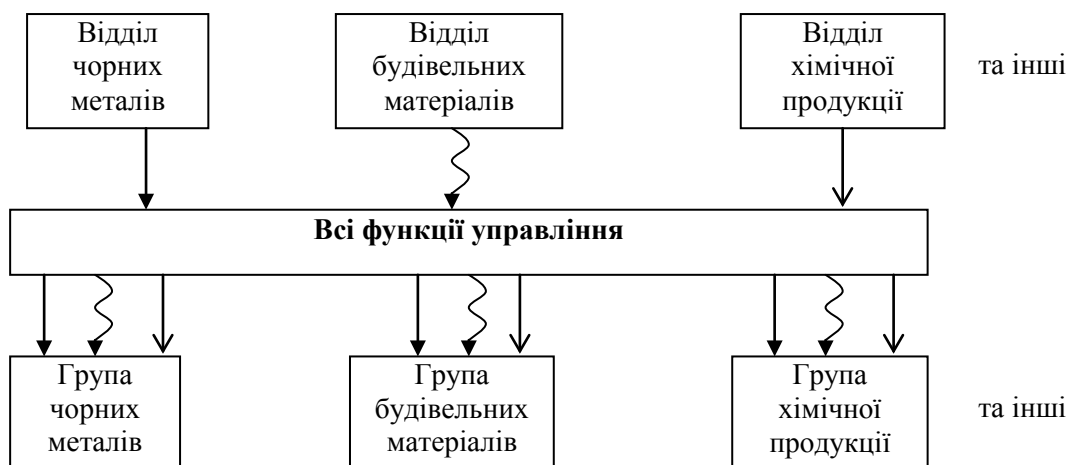 Відділ
чорних
металів
Відділ
будівельних
матеріалів
Відділ
хімічної
продукції
та інші
Всі функції управління
Група
чорних
металів
Група
будівельних
матеріалів
Група
хімічної
продукції
та інші